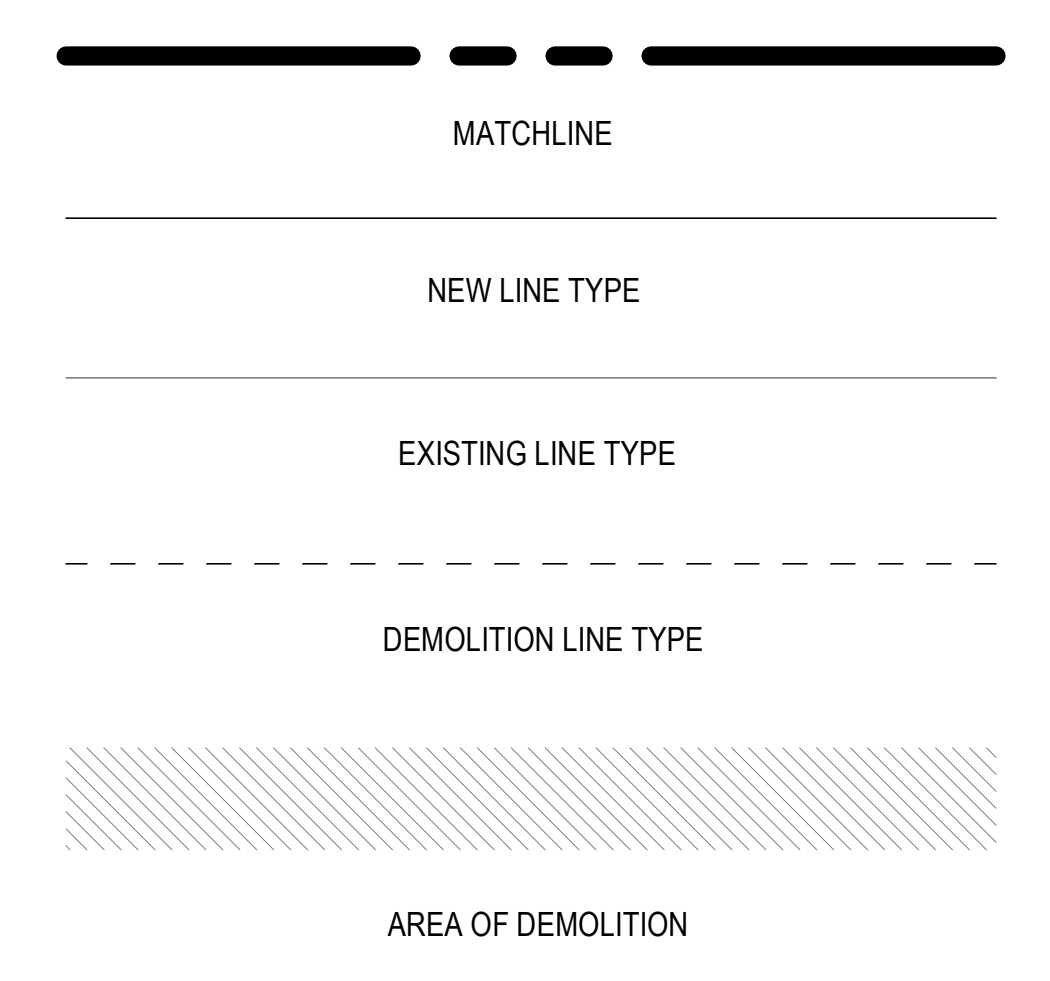 MATCHLINE
NEW LINE TYPE
EXISTING LINE TYPE
DEMOLITION LINE TYPE
AREA OF DEMOLITION